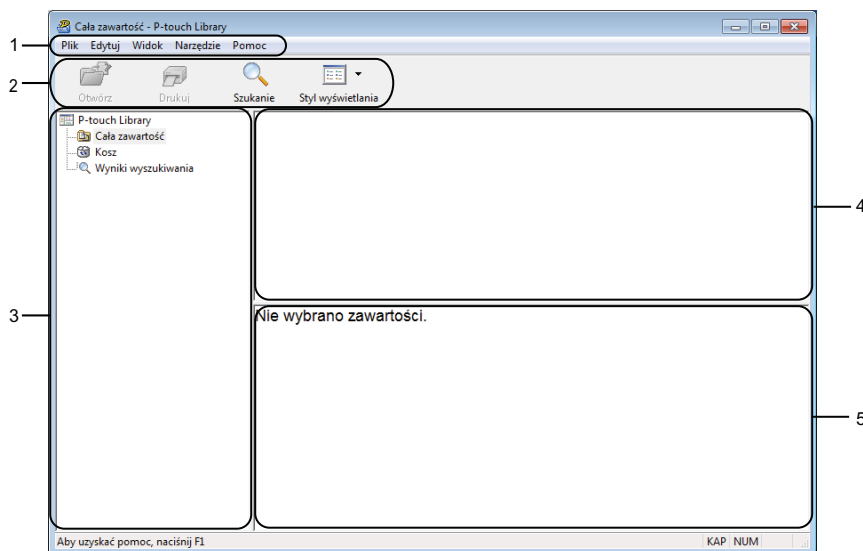 Cała zawartość - P-touch Library
1
Plik Edytuj Widok Narzędzie Pomoc
2
Otwórz Drukuj Szukanie Styl wyświetlania
P-touch Library
Cała zawartość
Kosz
Wyniki wyszukiwania
4
3
Nie wybrano zawartości.
5
Aby uzyskać pomoc, naciśnij F1 KAP NUM